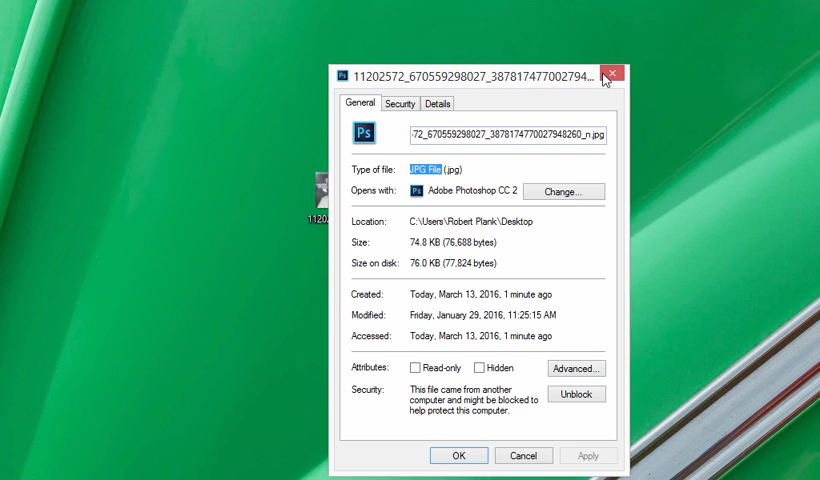 11202572_670559298027_387817477002794...
General Security Details
Ps
-72_670559298027_3878174770027948260_n.jpg
Type of file: JPG File (.jpg)
Opens with: Ps Adobe Photoshop CC 2 Change...
Location: C:\Users\Robert Plank\Desktop
Size: 74.8 KB (76,688 bytes)
Size on disk: 76.0 KB (77,824 bytes)
Created: Today, March 13, 2016, 1 minute ago
Modified: Friday, January 29, 2016, 11:25:15 AM
Accessed: Today, March 13, 2016, 1 minute ago
Attributes: Read-only Hidden Advanced...
Security: This file came from another
computer and might be blocked to
help protect this computer.
Unblock
OK Cancel Apply
1120